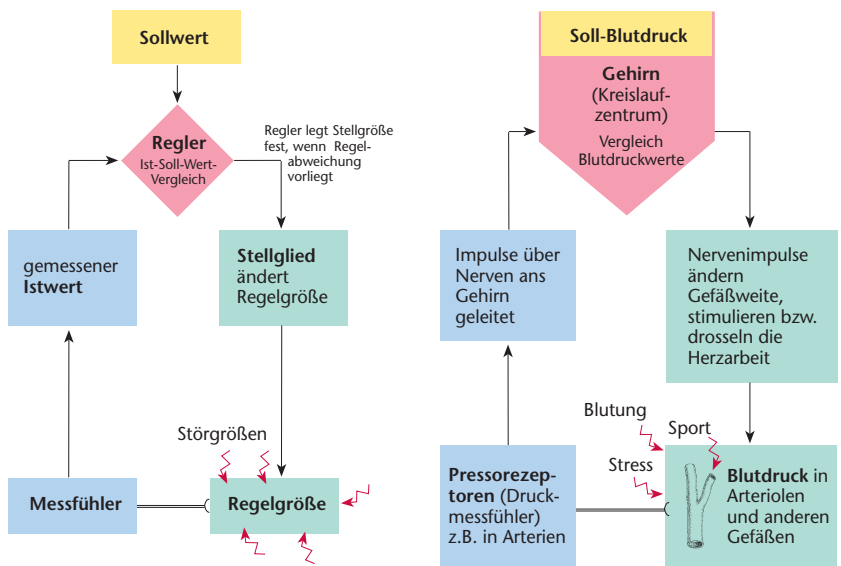 Sollwert
Regler
Ist-Soll-Wert-
Vergleich
Regler legt Stellgröße
fest, wenn Regel-
abweichung
vorliegt
gemessener
Istwert
Stellglied
ändert
Regelgröße
Störgrößen
Messfühler
Regelgröße
Soll-Blutdruck
Gehirn
(Kreislauf-
zentrum)
Vergleich
Blutdruckwerte
Impulse über
Nerven ans
Gehirn
geleitet
Nervenimpulse
ändern
Gefäßweite,
stimulieren bzw.
drosseln die
Herzarbeit
Blutung
Sport
Stress
Pressorezep-
toren (Druck-
messfühler)
z.B. in Arterien
Blutdruck in
Arteriolen
und anderen
Gefäßen